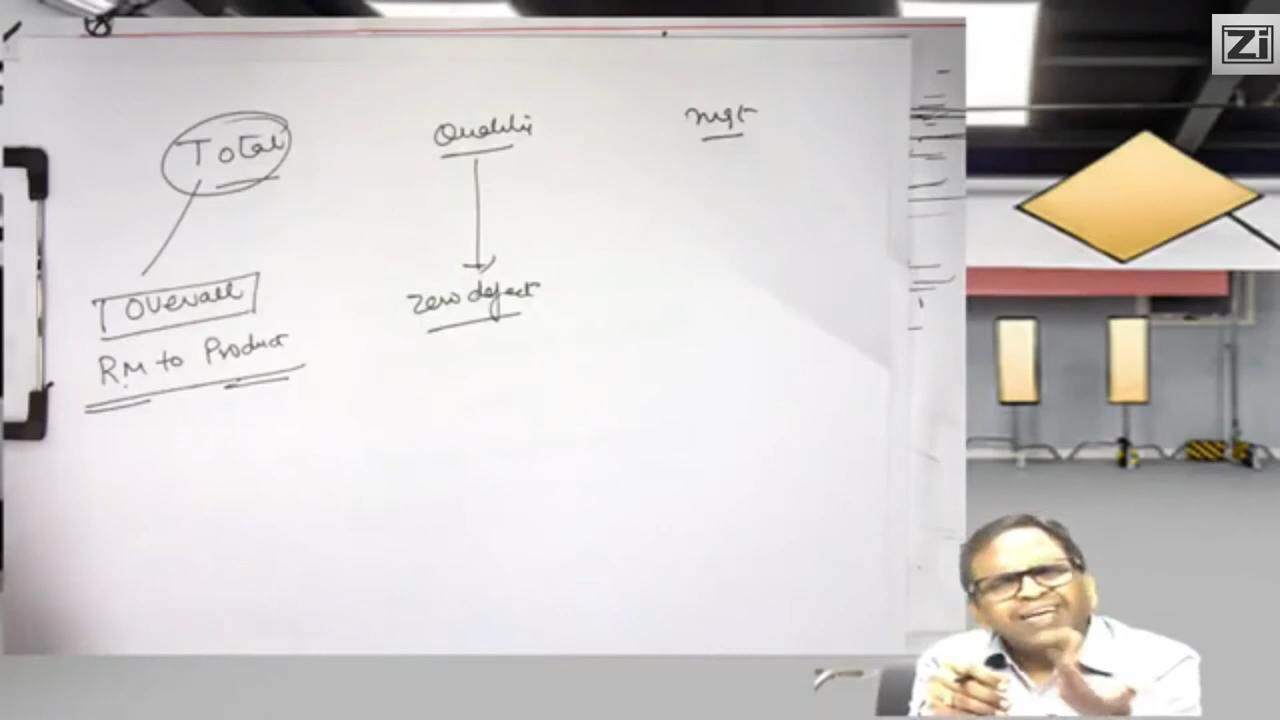 Total Quality mgt
Overall
Zero defect
RM to Product
Zi